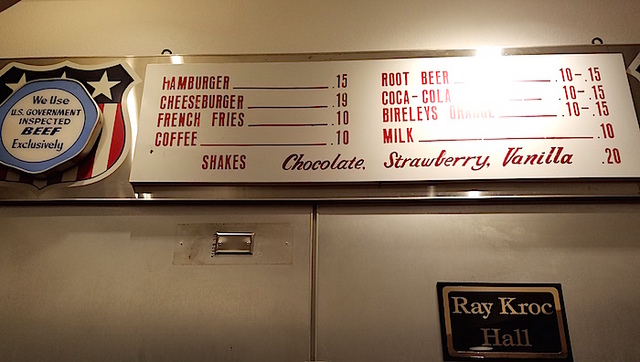 We Use
U.S. GOVERNMENT
INSPECTED
BEEF
Exclusively
HAMBURGER .15
CHEESEBURGER .19
FRENCH FRIES .10
COFFEE .10
ROOT BEER .10-.15
COCA-COLA .10-.15
BIRELEYS ORANGE .10-.15
MILK .10
SHAKES Chocolate, Strawberry, Vanilla .20
Ray Kroc
Hall